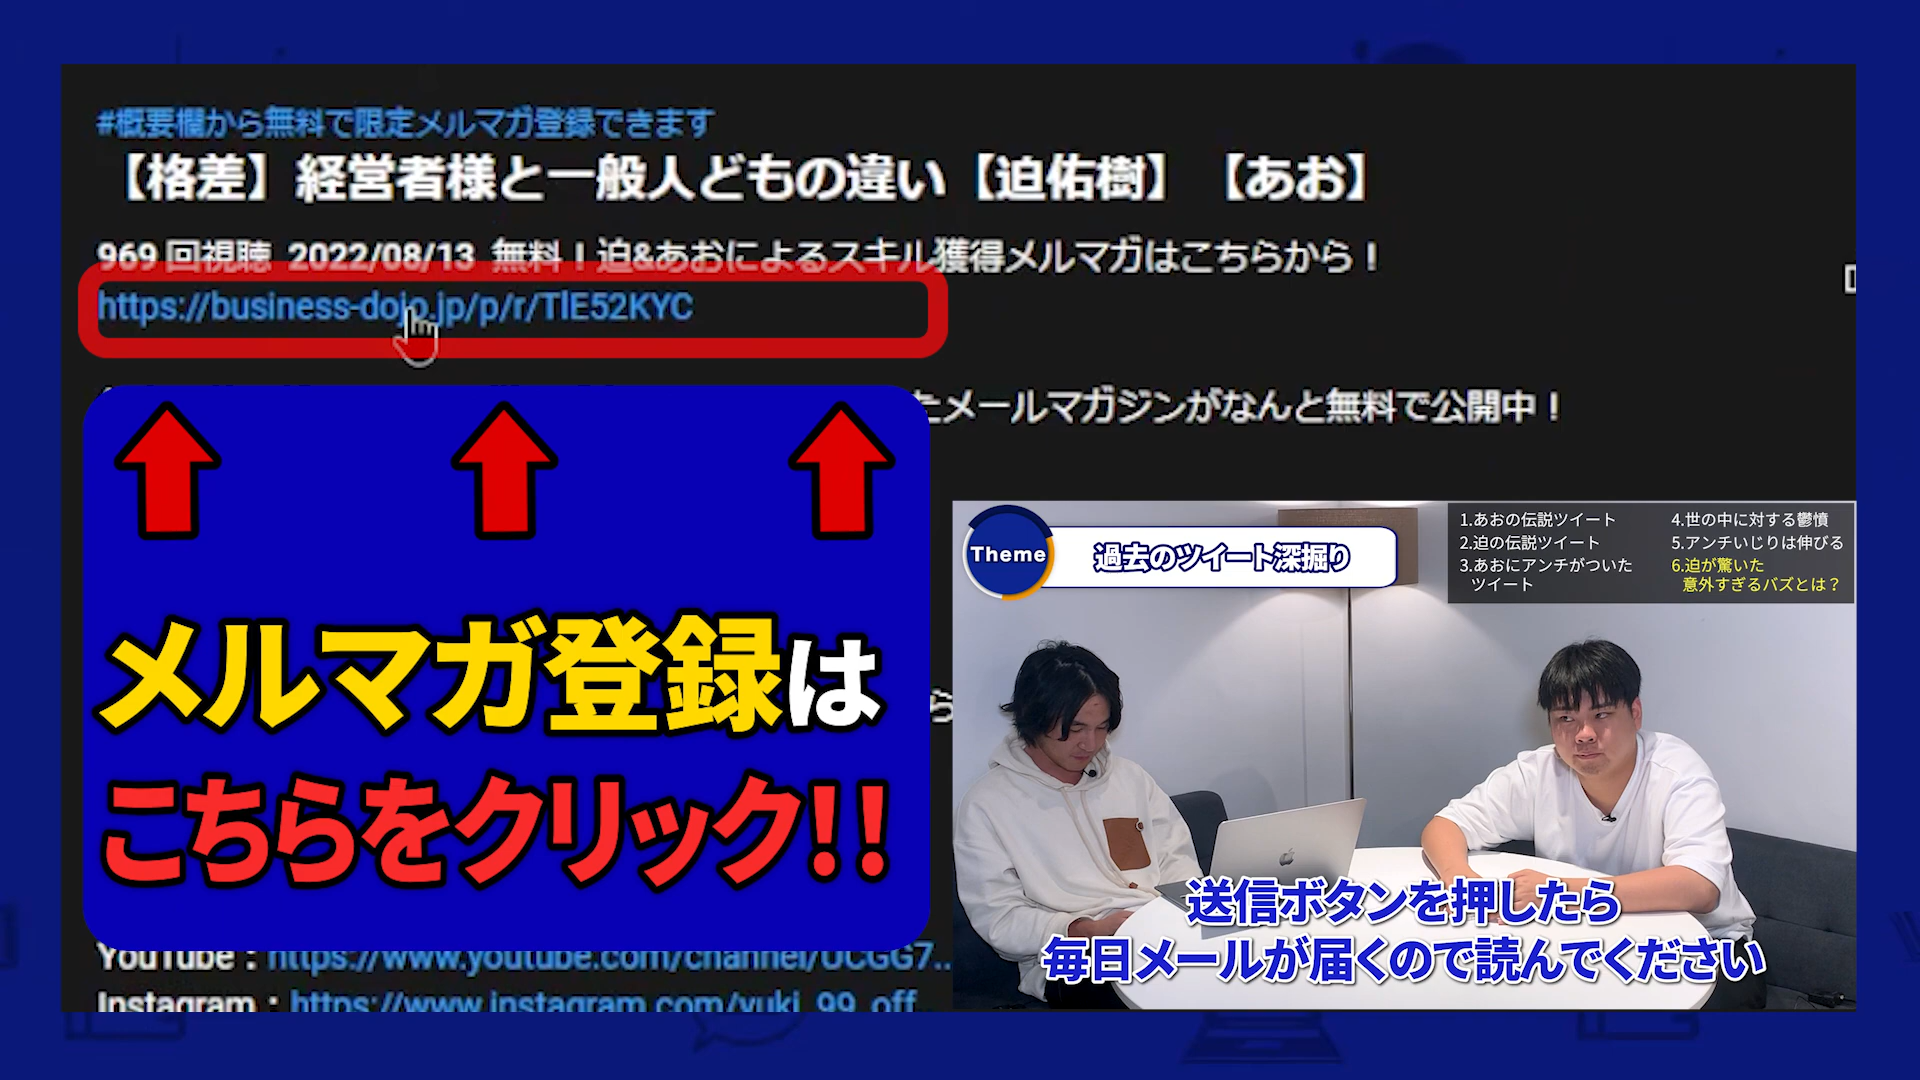 #概要欄から無料で限定メルマガ登録できます
【格差】経営者様と一般人どもの違い【迫佑樹】【あお】
969 回視聴 2022/08/13 無料！迫&あおによるスキル獲得メルマガはこちらから！
https://business-dojo.jp/p/r/TlE52KYC
たメールマガジンがなんと無料で公開中！
メルマガ登録は
こちらをクリック!!
ら
YouTube：https://www.youtube.com/channel/UCGG7...
Instagram：https://www.instagram.com/yuki_99_off...
Theme
過去のツイート深掘り
1.あおの伝説ツイート
2.迫の伝説ツイート
3.あおにアンチがついた
ツイート
4.世の中に対する鬱憤
5.アンチいじりは伸びる
6.迫が驚いた
意外すぎるバズとは？
送信ボタンを押したら
毎日メールが届くので読んでください